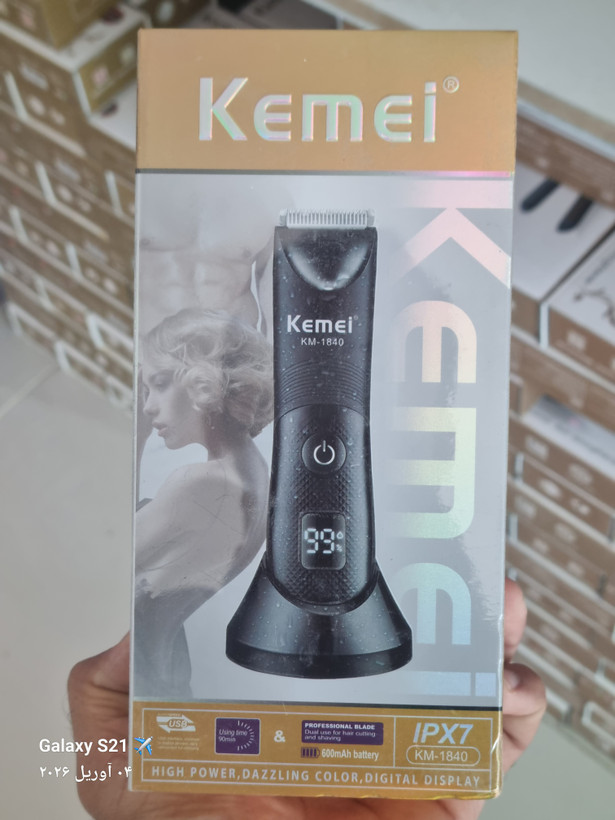 Kemei®
Kemei
Kemei®
KM-1840
99%
USB
Using time
90min
&
PROFESSIONAL BLADE
Dual use for hair cutting
and shaving
600mAh battery
IPX7
KM-1840
HIGH POWER,DAZZLING COLOR,DIGITAL DISPLAY
Galaxy S21 ✈️
۰۴ آوریل ۲۰۲۶